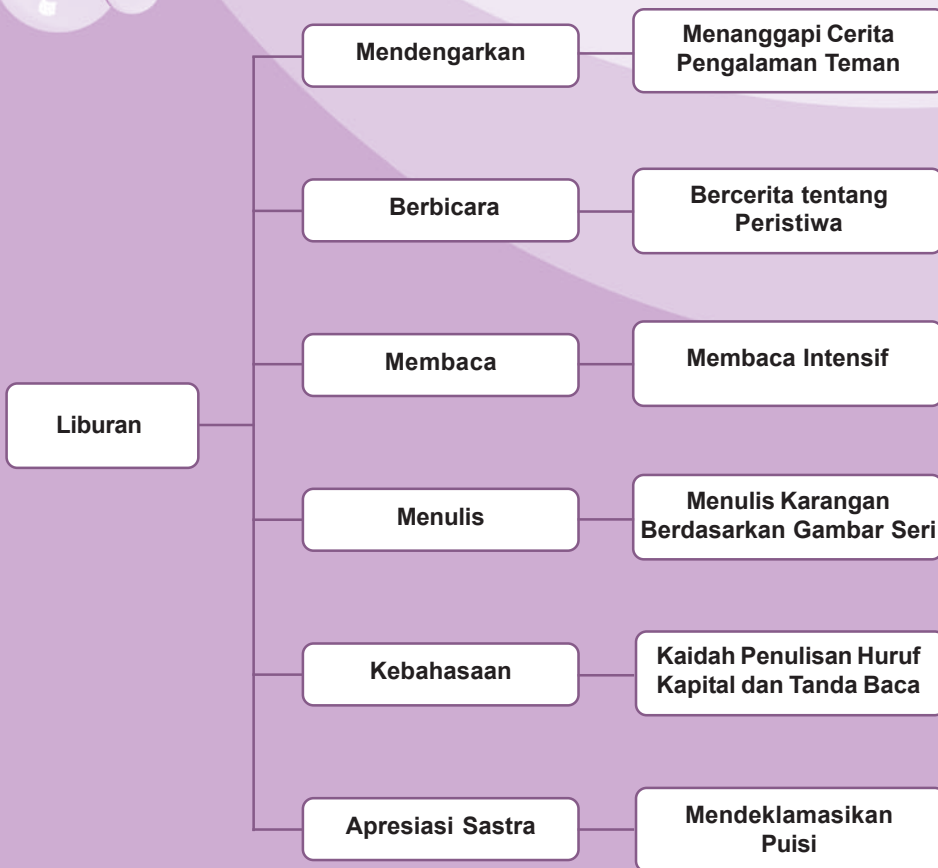 Mendengarkan
Menanggapi Cerita
Pengalaman Teman
Berbicara
Bercerita tentang
Peristiwa
Membaca
Membaca Intensif
Liburan
Menulis
Menulis Karangan
Berdasarkan Gambar Seri
Kebahasaan
Kaidah Penulisan Huruf
Kapital dan Tanda Baca
Apresiasi Sastra
Mendeklamasikan
Puisi